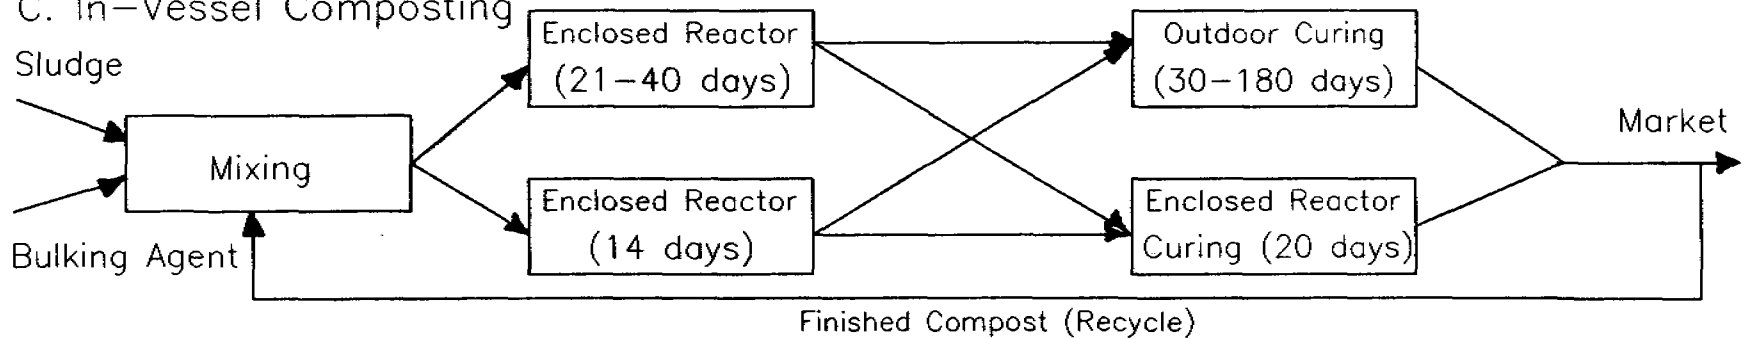 C. In-Vessel Composting
Sludge
Bulking Agent
Mixing
Enclosed Reactor
(21-40 days)
Enclosed Reactor
(14 days)
Outdoor Curing
(30-180 days)
Enclosed Reactor
Curing (20 days)
Market
Finished Compost (Recycle)